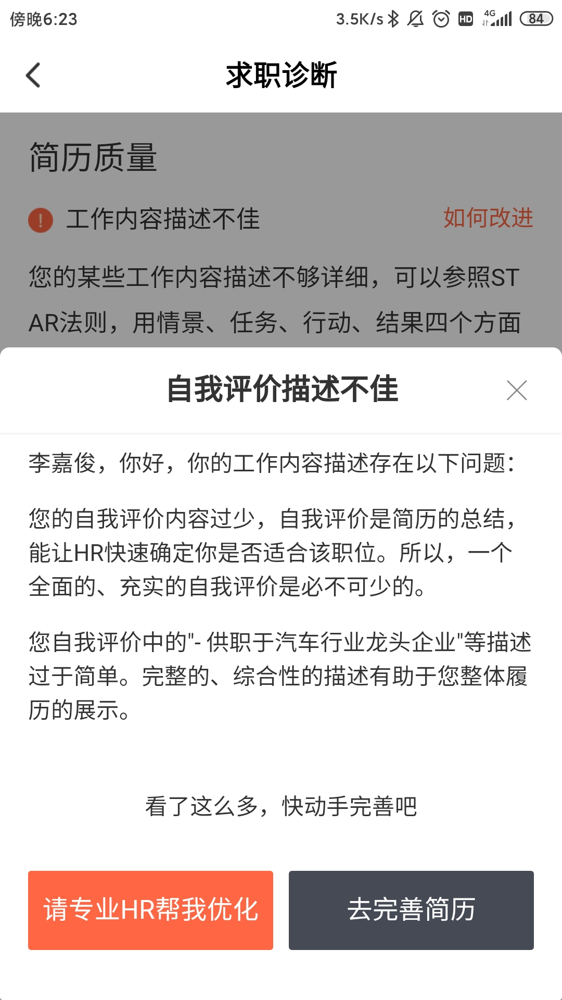 傍晚6:23
3.5K/s HD 4G 84
求职诊断
简历质量
! 工作内容描述不佳 如何改进
您的某些工作内容描述不够详细，可以参照ST
AR法则，用情景、任务、行动、结果四个方面
自我评价描述不佳
李嘉俊，你好，你的工作内容描述存在以下问题：
您的自我评价内容过少，自我评价是简历的总结，
能让HR快速确定你是否适合该职位。所以，一个
全面的、充实的自我评价是必不可少的。
您自我评价中的"- 供职于汽车行业龙头企业"等描述
过于简单。完整的、综合性的描述有助于您整体履
历的展示。
看了这么多，快动手完善吧
请专业HR帮我优化
去完善简历